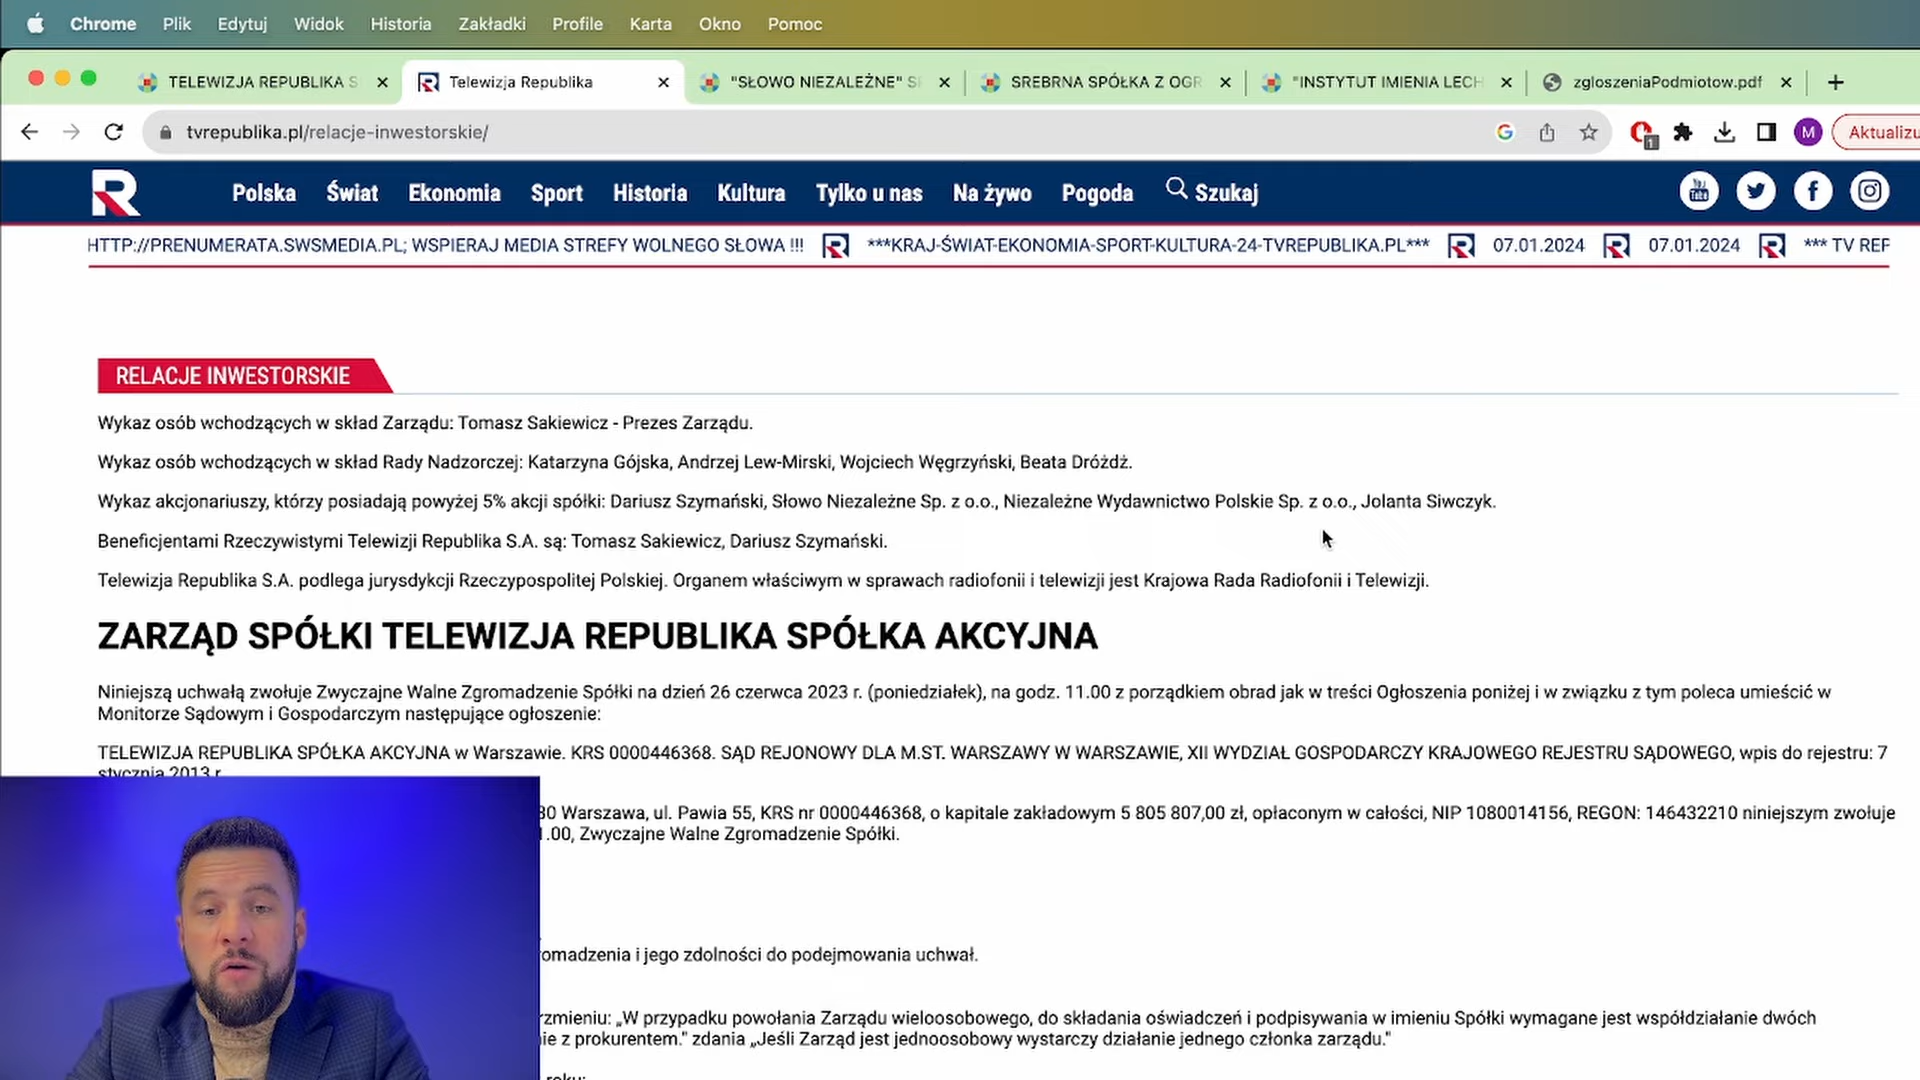 Chrome Plik Edytuj Widok Historia Zakładki Profile Karta Okno Pomoc
TELEWIZJA REPUBLIKA S Telewizja Republika "SŁOWO NIEZALEŻNE" SP SREBRNA SPÓŁKA Z OGR "INSTYTUT IMIENIA LECH zgloszeniaPodmiotow.pdf
tvrepublika.pl/relacje-inwestorskie/ G 1 M Aktualizu
R Polska Świat Ekonomia Sport Historia Kultura Tylko u nas Na żywo Pogoda Szukaj You Tube
HTTP://PRENUMERATA.SWSMEDIA.PL; WSPIERAJ MEDIA STREFY WOLNEGO SŁOWA !!! ***KRAJ-ŚWIAT-EKONOMIA-SPORT-KULTURA-24-TVREPUBLIKA.PL*** 07.01.2024 07.01.2024 *** TV REP
RELACJE INWESTORSKIE
Wykaz osób wchodzących w skład Zarządu: Tomasz Sakiewicz - Prezes Zarządu.
Wykaz osób wchodzących w skład Rady Nadzorczej: Katarzyna Gójska, Andrzej Lew-Mirski, Wojciech Węgrzyński, Beata Dróżdż.
Wykaz akcjonariuszy, którzy posiadają powyżej 5% akcji spółki: Dariusz Szymański, Słowo Niezależne Sp. z o.o., Niezależne Wydawnictwo Polskie Sp. z o.o., Jolanta Siwczyk.
Beneficjentami Rzeczywistymi Telewizji Republika S.A. są: Tomasz Sakiewicz, Dariusz Szymański.
Telewizja Republika S.A. podlega jurysdykcji Rzeczypospolitej Polskiej. Organem właściwym w sprawach radiofonii i telewizji jest Krajowa Rada Radiofonii i Telewizji.
ZARZĄD SPÓŁKI TELEWIZJA REPUBLIKA SPÓŁKA AKCYJNA
Niniejszą uchwałą zwołuje Zwyczajne Walne Zgromadzenie Spółki na dzień 26 czerwca 2023 r. (poniedziałek), na godz. 11.00 z porządkiem obrad jak w treści Ogłoszenia poniżej i w związku z tym poleca umieścić w
Monitorze Sądowym i Gospodarczym następujące ogłoszenie:
TELEWIZJA REPUBLIKA SPÓŁKA AKCYJNA w Warszawie. KRS 0000446368. SĄD REJONOWY DLA M.ST. WARSZAWY W WARSZAWIE, XII WYDZIAŁ GOSPODARCZY KRAJOWEGO REJESTRU SĄDOWEGO, wpis do rejestru: 7
stycznia 2013 r.
30 Warszawa, ul. Pawia 55, KRS nr 0000446368, o kapitale zakładowym 5 805 807,00 zł, opłaconym w całości, NIP 1080014156, REGON: 146432210 niniejszym zwołuje
1.00, Zwyczajne Walne Zgromadzenie Spółki.
omadzenia i jego zdolności do podejmowania uchwał.
rzmieniu: „W przypadku powołania Zarządu wieloosobowego, do składania oświadczeń i podpisywania w imieniu Spółki wymagane jest współdziałanie dwóch
ie z prokurentem." zdania „Jeśli Zarząd jest jednoosobowy wystarczy działanie jednego członka zarządu."
roku: